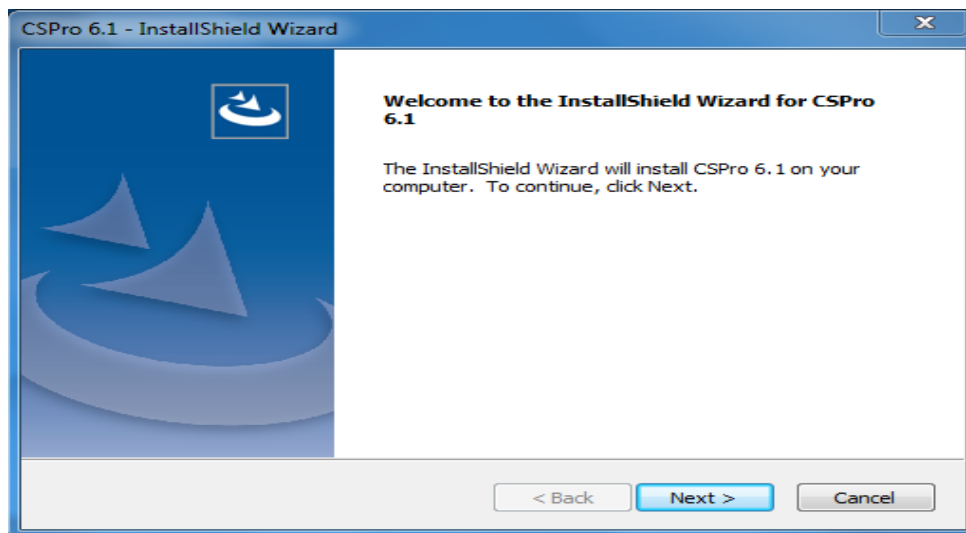 CSPro 6.1 - InstallShield Wizard
Welcome to the InstallShield Wizard for CSPro
6.1
The InstallShield Wizard will install CSPro 6.1 on your
computer.  To continue, click Next.
< Back
Next >
Cancel